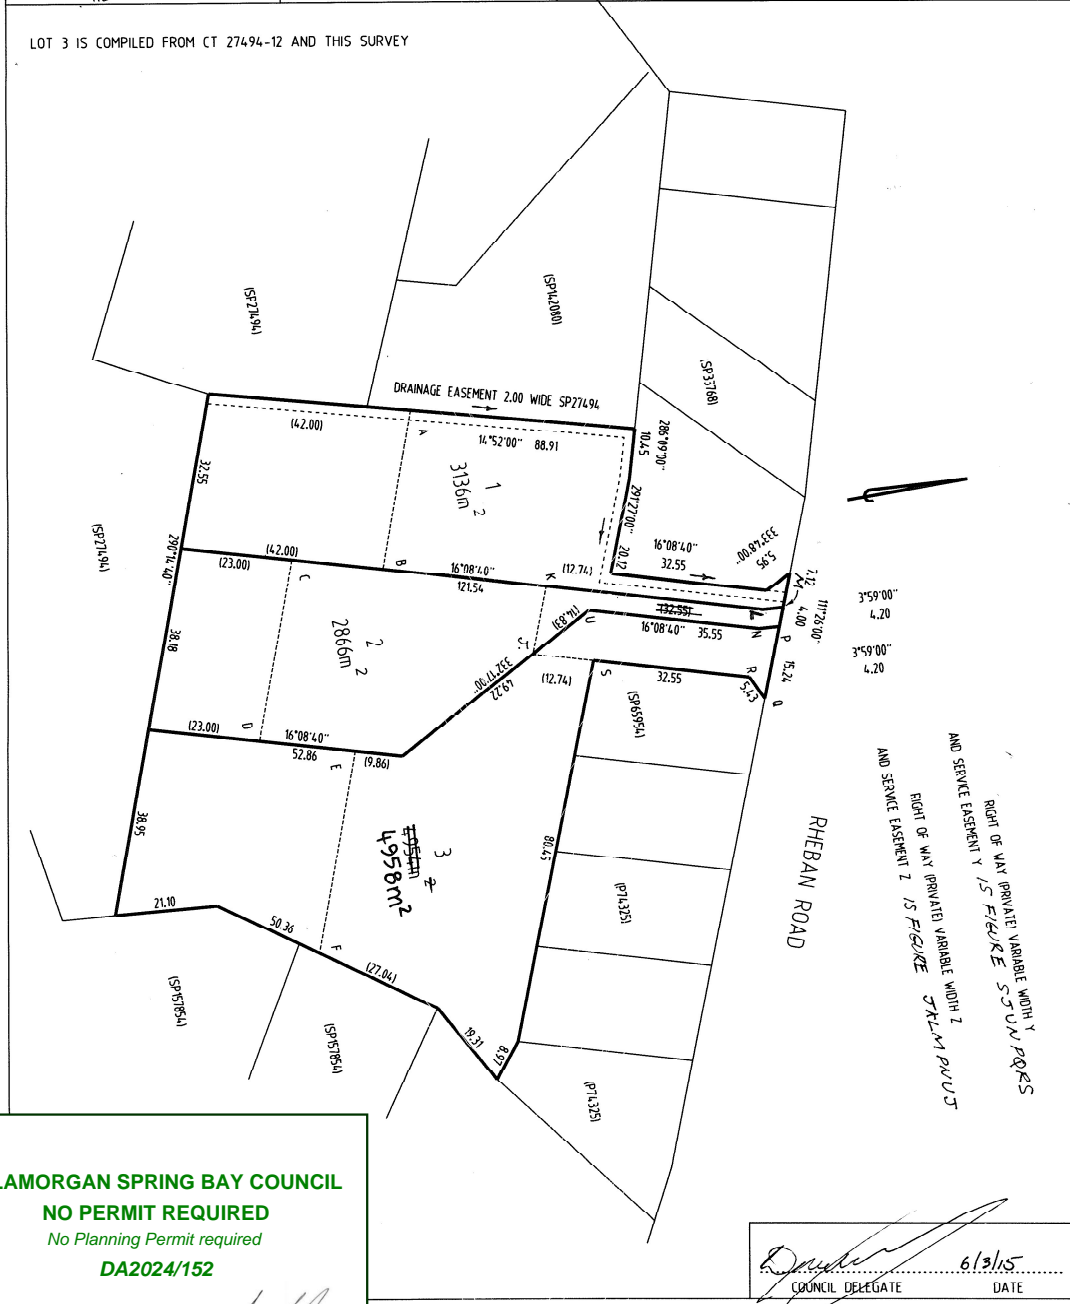 LOT 3 IS COMPILED FROM CT 27494-12 AND THIS SURVEY
(SP27494)
(SP142080)
(SP33768)
DRAINAGE EASEMENT 2.00 WIDE SP27494
(42.00)
A
14°52'00" 88.91
10.45
286°09'00"
1
3136m²
32.55
291°27'00"
20.12
16°08'40"
32.55
333°48'00"
5.95
(SP27494)
290°14'40"
(42.00)
(23.00)
C
B
16°08'40"
121.54
(12.74)
K
7.12
M
111°26'00"
4.00
3°59'00"
4.20
(32.55)
L
N
P
16°08'40" 35.55
U
(14.83)
2
2866m²
38.18
J
332°17'00"
49.22
(12.74)
S
32.55
R
5.43
Q
15.24
3°59'00"
4.20
(SP65954)
(23.00)
D
16°08'40"
52.86
E
(9.86)
38.95
3
4954m²
4958m²
80.45
(P74325)
RHEBAN ROAD
RIGHT OF WAY (PRIVATE) VARIABLE WIDTH Y
AND SERVICE EASEMENT Y IS FIGURE SJUNPQRS
RIGHT OF WAY (PRIVATE) VARIABLE WIDTH Z
AND SERVICE EASEMENT Z IS FIGURE JKLMPNUJ
21.10
50.36
F
(27.04)
19.31
8.97
(SP157854)
(SP157854)
(P74325)
LAMORGAN SPRING BAY COUNCIL
NO PERMIT REQUIRED
No Planning Permit required
DA2024/152
6/3/15
COUNCIL DELEGATE DATE